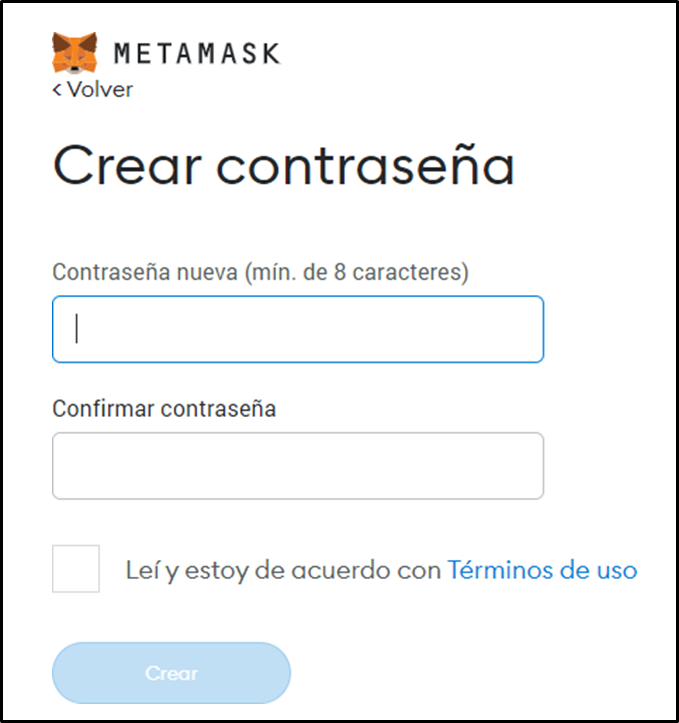 METAMASK
< Volver
Crear contraseña
Contraseña nueva (mín. de 8 caracteres)
Confirmar contraseña
Leí y estoy de acuerdo con Términos de uso
Crear